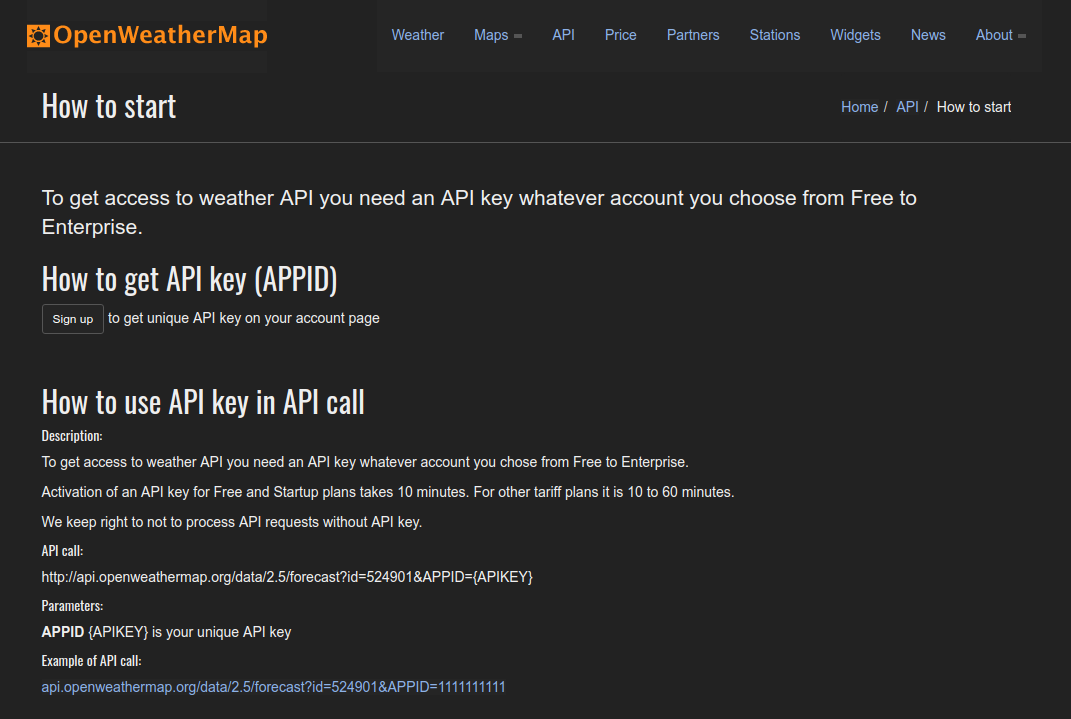 OpenWeatherMap
Weather Maps API Price Partners Stations Widgets News About
How to start
Home / API / How to start
To get access to weather API you need an API key whatever account you choose from Free to
Enterprise.
How to get API key (APPID)
Sign up to get unique API key on your account page
How to use API key in API call
Description:
To get access to weather API you need an API key whatever account you chose from Free to Enterprise.
Activation of an API key for Free and Startup plans takes 10 minutes. For other tariff plans it is 10 to 60 minutes.
We keep right to not to process API requests without API key.
API call:
http://api.openweathermap.org/data/2.5/forecast?id=524901&APPID={APIKEY}
Parameters:
APPID {APIKEY} is your unique API key
Example of API call:
api.openweathermap.org/data/2.5/forecast?id=524901&APPID=1111111111